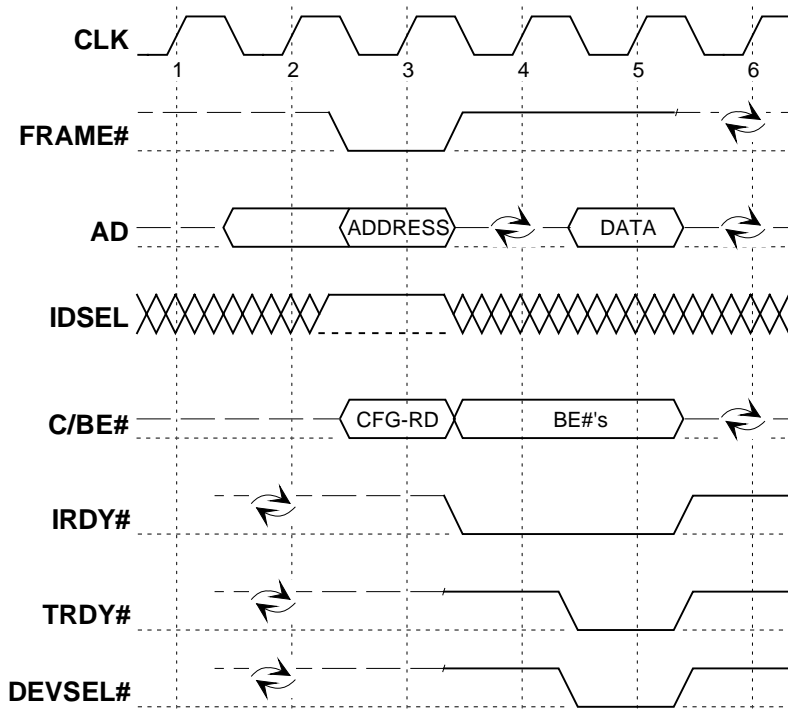 CLK
1 2 3 4 5 6
FRAME#
AD ADDRESS DATA
IDSEL
C/BE# CFG-RD BE#'s
IRDY#
TRDY#
DEVSEL#